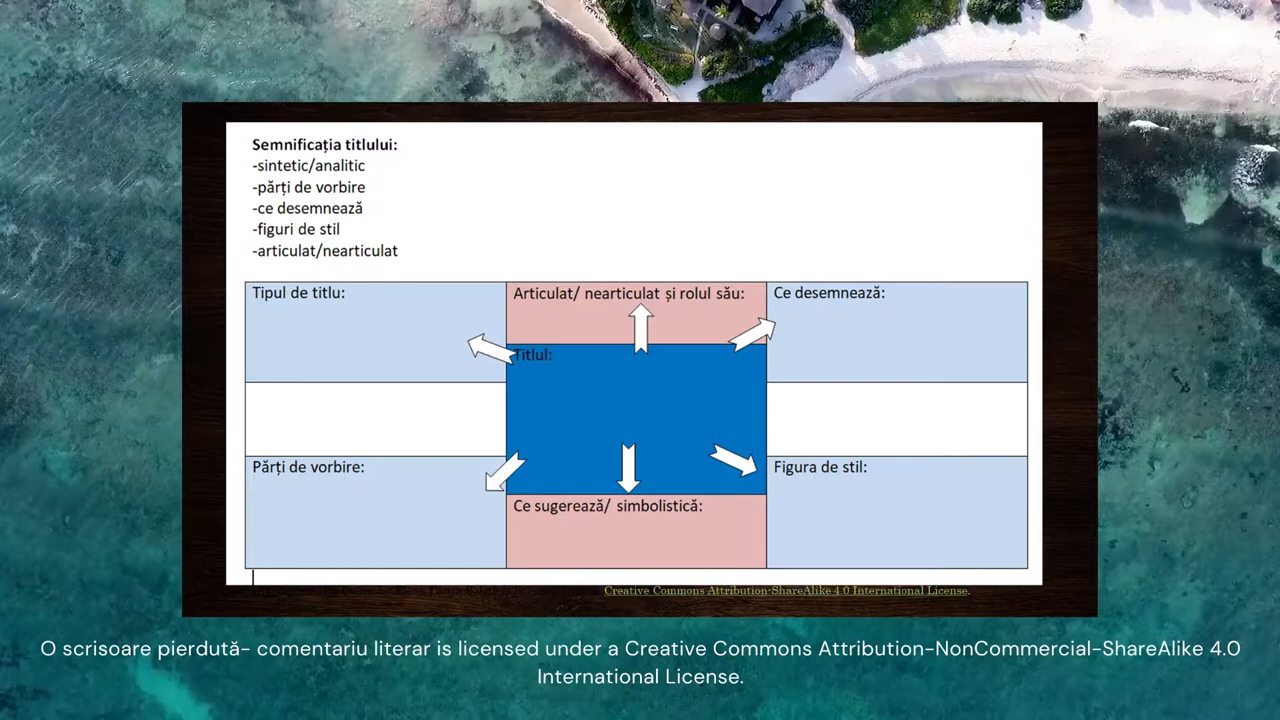 Semnificația titlului:
-sintetic/analitic
-părți de vorbire
-ce desemnează
-figuri de stil
-articulat/nearticulat
Tipul de titlu:
Articulat/ nearticulat și rolul său:
Ce desemnează:
Titlul:
Părți de vorbire:
Figura de stil:
Ce sugerează/ simbolistică:
Creative Commons Attribution-ShareAlike 4.0 International License.
O scrisoare pierdută- comentariu literar is licensed under a Creative Commons Attribution-NonCommercial-ShareAlike 4.0
International License.